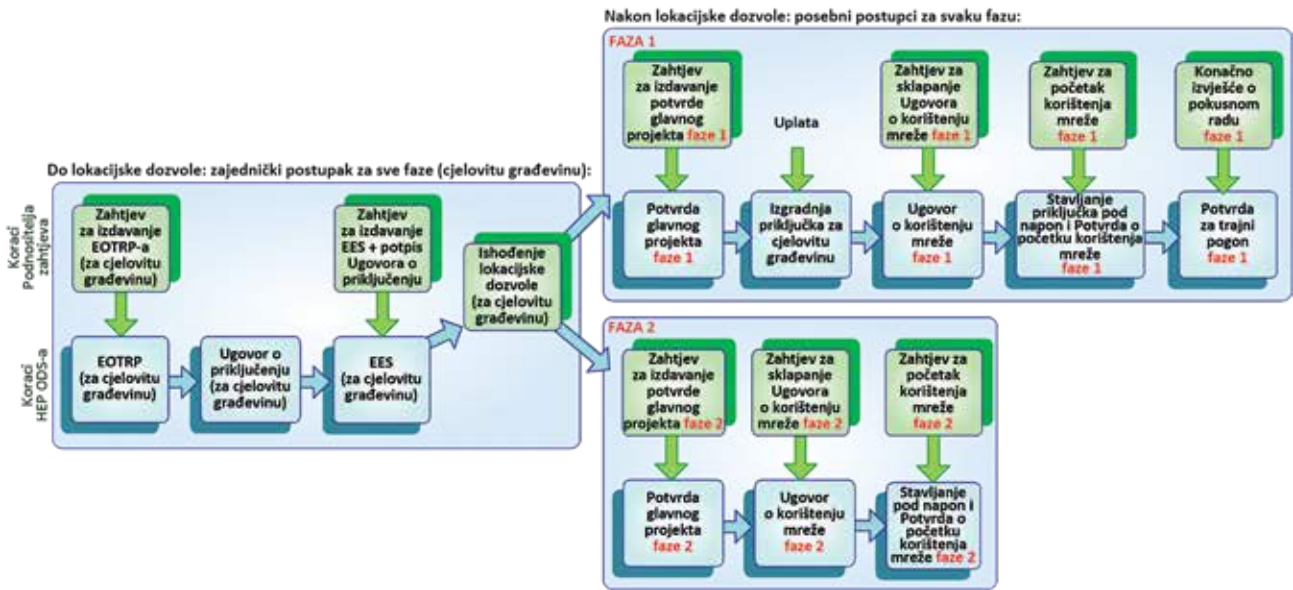 Nakon lokacijske dozvole: posebni postupci za svaku fazu:
FAZA 1
Zahtjev
za izdavanje
potvrde
glavnog
projekta faze 1
Uplata
Zahtjev za
sklapanje
Ugovora
o korištenju
mreže faze 1
Zahtjev za
početak
korištenja
mreže
faze 1
Konačno
izvješće o
pokusnom
radu
faze 1
Potvrda
glavnog
projekta
faze 1
Izgradnja
priključka za
cjelovitu
građevinu
Ugovor
o korištenju
mreže
faze 1
Stavljanje
priključka pod
napon i Potvrda o
početku korištenja
mreže
faze 1
Potvrda
za trajni
pogon
faze 1
Do lokacijske dozvole: zajednički postupak za sve faze (cjelovitu građevinu):
Koraci
Podnositelja
zahtjeva
Zahtjev
za izdavanje
EOTRP-a
(za cjelovitu
građevinu)
Zahtjev
za izdavanje
EES + potpis
Ugovora o
priključenju
Ishođenje
lokacijske
dozvole
(za cjelovitu
građevinu)
Koraci
HEP ODS-a
EOTRP
(za cjelovitu
građevinu)
Ugovor o
priključenju
(za cjelovitu
građevinu)
EES
(za cjelovitu
građevinu)
FAZA 2
Zahtjev
za izdavanje
potvrde
glavnog
projekta faze 2
Zahtjev za
sklapanje
Ugovora
o korištenju
mreže faze 2
Zahtjev za
početak
korištenja
mreže
faze 2
Potvrda
glavnog
projekta
faze 2
Ugovor
o korištenju
mreže
faze 2
Stavljanje
pod napon i
Potvrda o
početku
korištenja
mreže faze 2